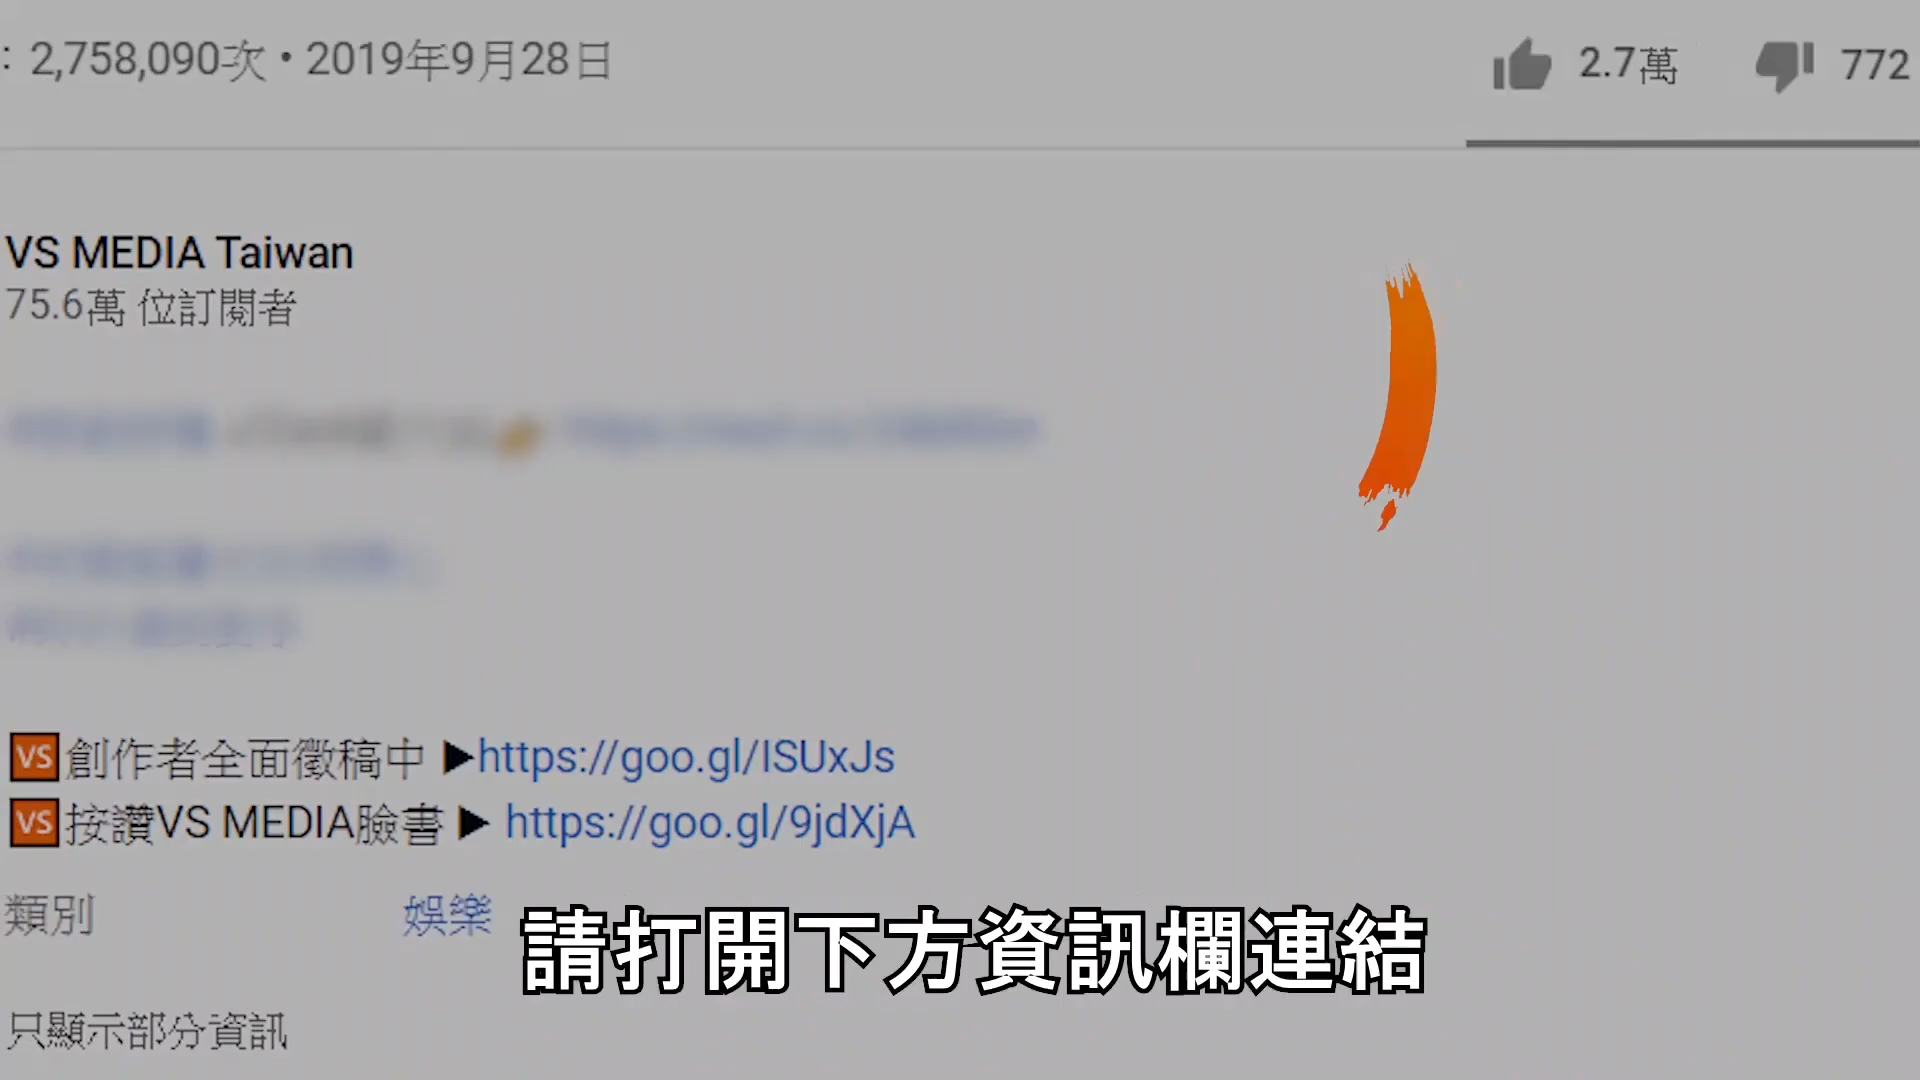 : 2,758,090次 • 2019年9月28日
2.7萬 772
VS MEDIA Taiwan
75.6萬 位訂閱者
VS 創作者全面徵稿中 ▶https://goo.gl/ISUxJs
VS 按讚VS MEDIA臉書 ▶ https://goo.gl/9jdXjA
類別 娛樂
請打開下方資訊欄連結
只顯示部分資訊